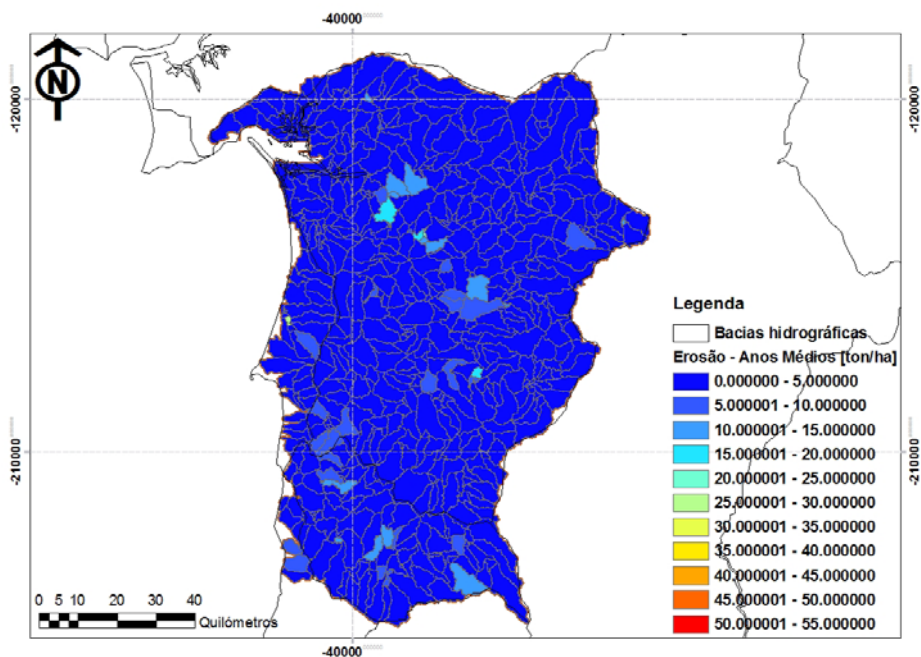 -40000
N
-120000
-120000
Legenda
Bacias hidrográficas
Erosão - Anos Médios [ton/ha]
0.000000 - 5.000000
5.000001 - 10.000000
10.000001 - 15.000000
15.000001 - 20.000000
20.000001 - 25.000000
25.000001 - 30.000000
30.000001 - 35.000000
35.000001 - 40.000000
40.000001 - 45.000000
45.000001 - 50.000000
50.000001 - 55.000000
-210000
-210000
0 5 10 20 30 40
Quilómetros
-40000